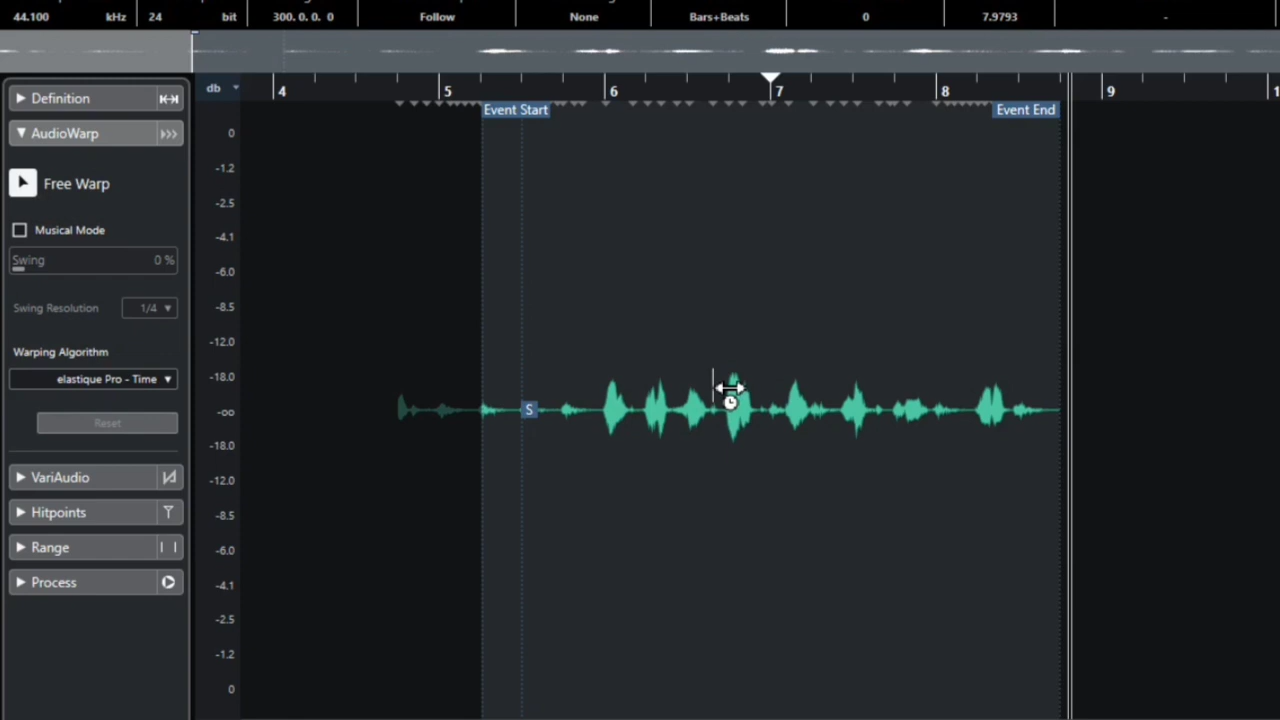 44.100 kHz 24 bit 300. 0. 0. 0 Follow None Bars+Beats 0 7.9793 -
db 4 5 6 7 8 9 1
Definition
Event Start Event End
AudioWarp
0
-1.2
Free Warp
-2.5
Musical Mode
-4.1
Swing 0 %
-6.0
Swing Resolution 1/4
-8.5
-12.0
Warping Algorithm
elastique Pro - Time
-18.0
S
-oo
Reset
-18.0
VariAudio
-12.0
Hitpoints
-8.5
Range
-6.0
Process
-4.1
-2.5
-1.2
0